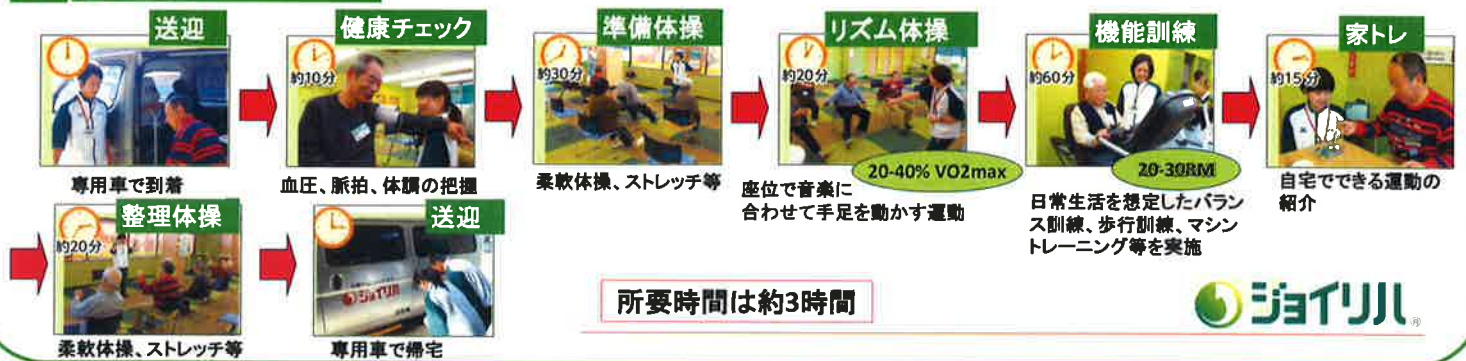 送迎
専用車で到着
健康チェック
約10分
血圧、脈拍、体調の把握
準備体操
約30分
柔軟体操、ストレッチ等
リズム体操
約20分
20-40% VO2max
座位で音楽に
合わせて手足を動かす運動
機能訓練
約60分
20-30RM
日常生活を想定したバラン
ス訓練、歩行訓練、マシン
トレーニング等を実施
家トレ
約15分
自宅でできる運動の
紹介
整理体操
約20分
柔軟体操、ストレッチ等
送迎
ジョイリハ
専用車で帰宅
所要時間は約3時間
ジョイリハ